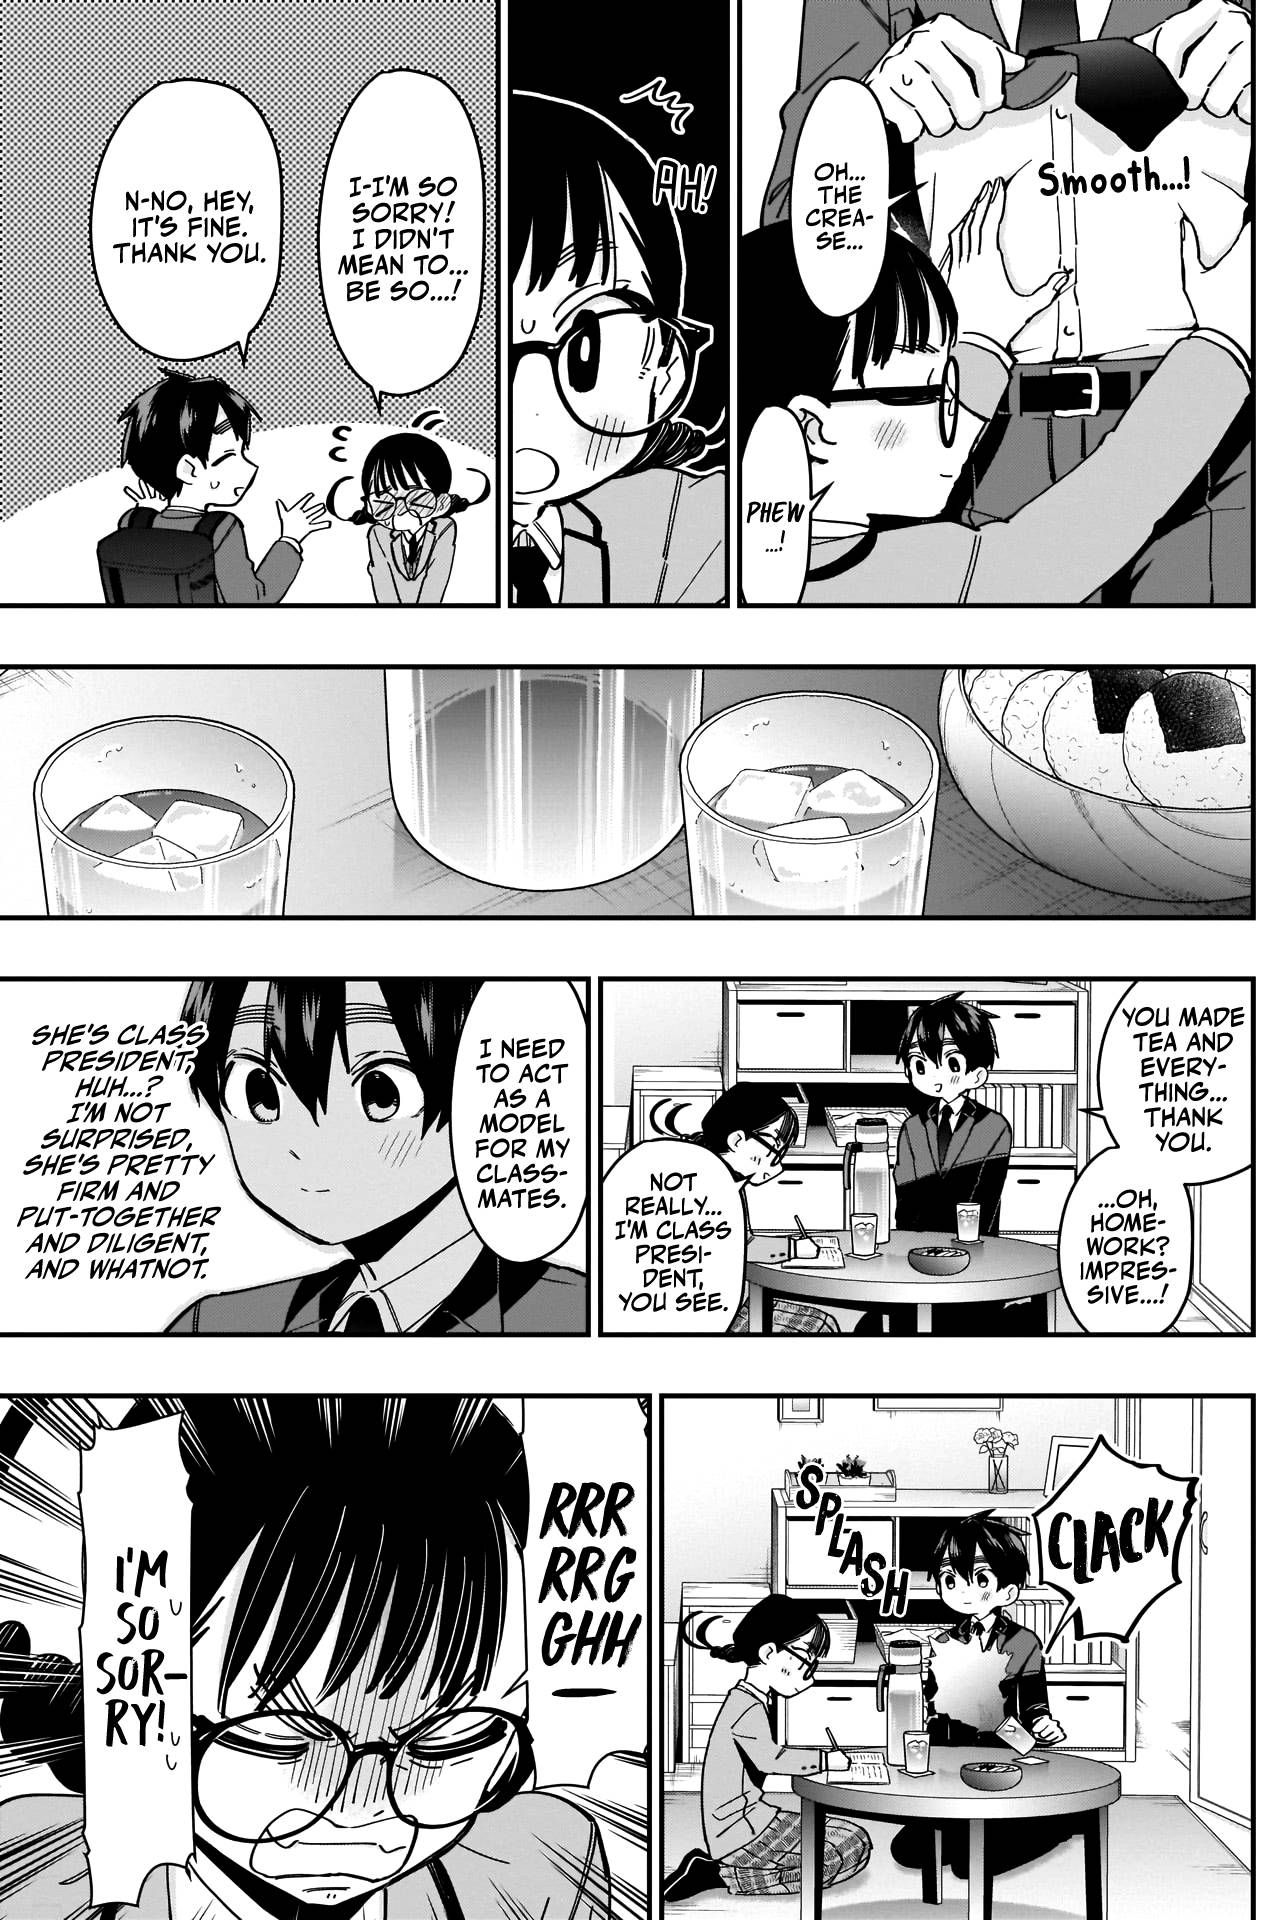 OH...
THE
CREA-
SE...
Smooth...!
PHEW
...!
AH!
I-I'M SO
SORRY!
I DIDN'T
MEAN TO...
BE SO...!
N-NO, HEY,
IT'S FINE.
THANK YOU.
YOU MADE
TEA AND
EVERY-
THING...
THANK
YOU.
...OH,
HOME-
WORK?
IMPRES-
SIVE...!
NOT
REALLY...
I'M CLASS
PRESI-
DENT,
YOU SEE.
I NEED
TO ACT
AS A
MODEL
FOR MY
CLASS-
MATES.
SHE'S CLASS
PRESIDENT,
HUH...?
I'M NOT
SURPRISED,
SHE'S PRETTY
FIRM AND
PUT-TOGETHER
AND DILIGENT,
AND WHATNOT.
CLACK
SPLASH
RRR
RRG
GHH
I'M
SO
SOR-
RY!